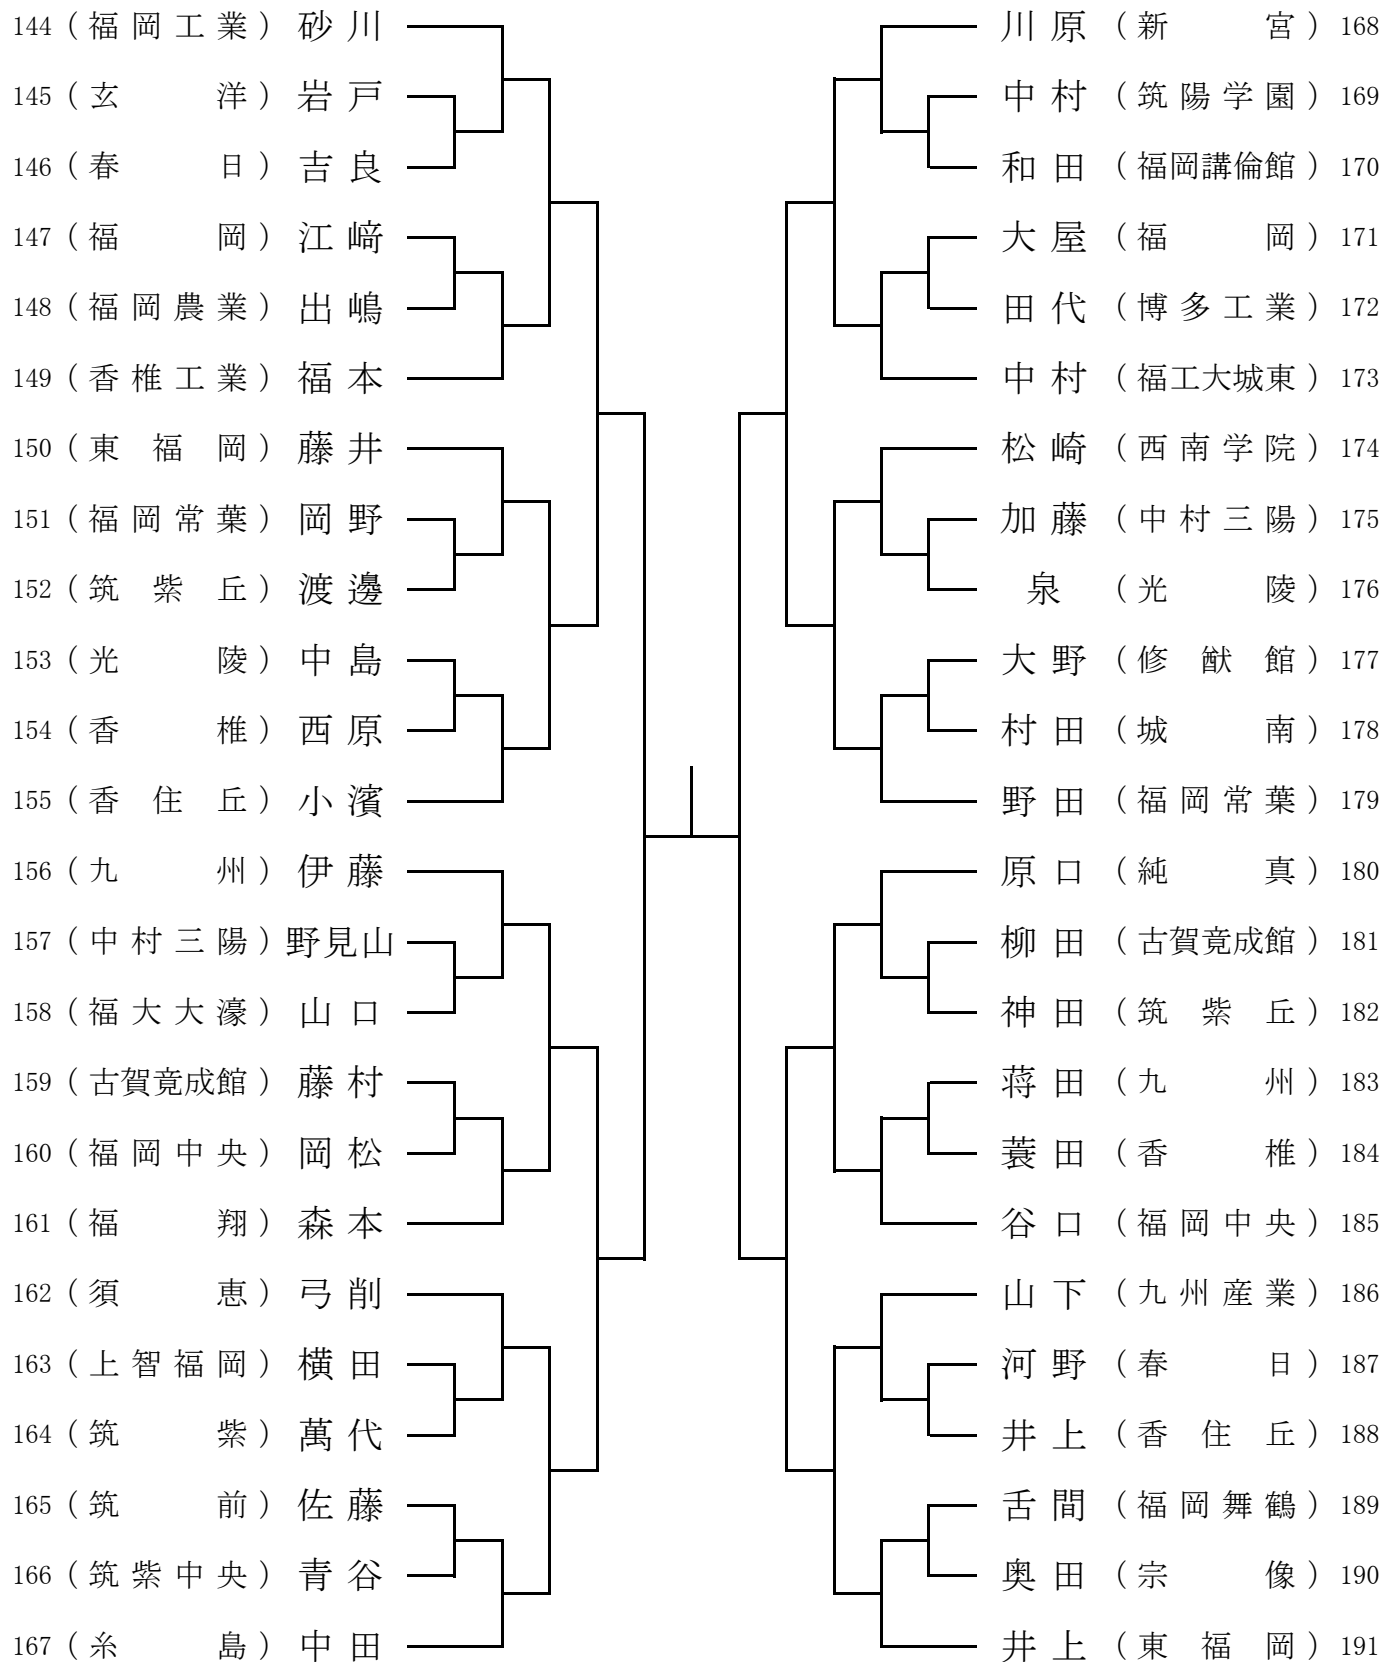 144（福岡工業）砂川
145（玄洋）岩戸
146（春日）吉良
147（福岡）江﨑
148（福岡農業）出嶋
149（香椎工業）福本
150（東福岡）藤井
151（福岡常葉）岡野
152（筑紫丘）渡邊
153（光陵）中島
154（香椎）西原
155（香住丘）小濱
156（九州）伊藤
157（中村三陽）野見山
158（福大大濠）山口
159（古賀竟成館）藤村
160（福岡中央）岡松
161（福翔）森本
162（須恵）弓削
163（上智福岡）横田
164（筑紫）萬代
165（筑前）佐藤
166（筑紫中央）青谷
167（糸島）中田
川原（新宮）168
中村（筑陽学園）169
和田（福岡講倫館）170
大屋（福岡）171
田代（博多工業）172
中村（福工大城東）173
松崎（西南学院）174
加藤（中村三陽）175
泉（光陵）176
大野（修猷館）177
村田（城南）178
野田（福岡常葉）179
原口（純真）180
柳田（古賀竟成館）181
神田（筑紫丘）182
蒋田（九州）183
蓑田（香椎）184
谷口（福岡中央）185
山下（九州産業）186
河野（春日）187
井上（香住丘）188
舌間（福岡舞鶴）189
奥田（宗像）190
井上（東福岡）191